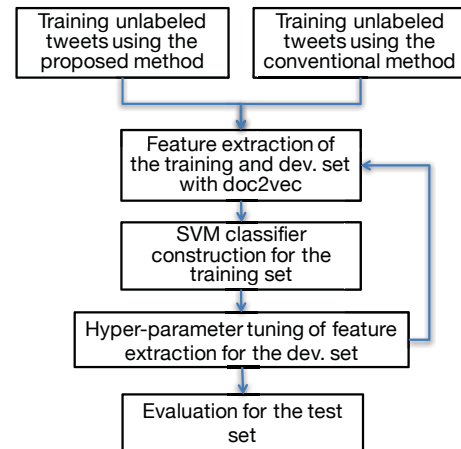 Training unlabeled
tweets using the
proposed method
Training unlabeled
tweets using the
conventional method
Feature extraction of
the training and dev. set
with doc2vec
SVM classifier
construction for the
training set
Hyper-parameter tuning of feature
extraction for the dev. set
Evaluation for the test
set